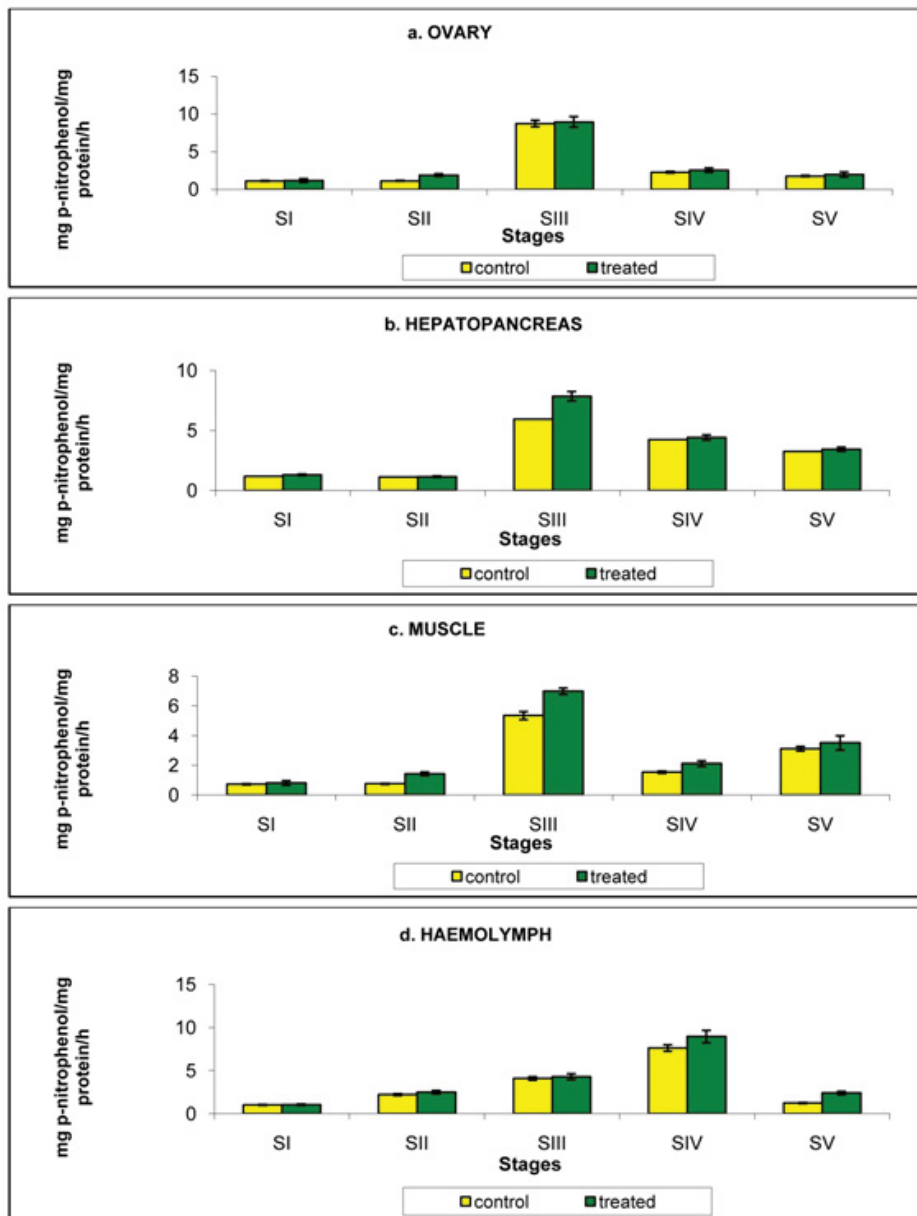 a. OVARY
mg p-nitrophenol/mg
protein/h
15
10
5
0
SI SII SIII SIV SV
Stages
control treated
b. HEPATOPANCREAS
mg p-nitrophenol/mg
protein/h
10
5
0
SI SII SIII SIV SV
Stages
control treated
c. MUSCLE
mg p-nitrophenol/mg
protein/h
8
6
4
2
0
SI SII SIII SIV SV
Stages
control treated
d. HAEMOLYMPH
mg p-nitrophenol/mg
protein/h
15
10
5
0
SI SII SIII SIV SV
Stages
control treated